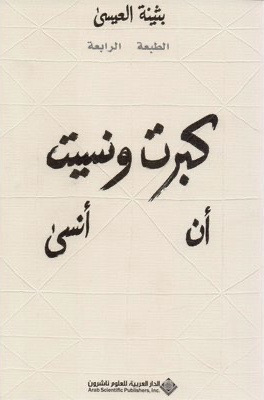 بثينة العيسى
الطبعة الرابعة
كبرت ونسيت
أن أنسى
الدار العربية للعلوم ناشرون
Arab Scientific Publishers, Inc.